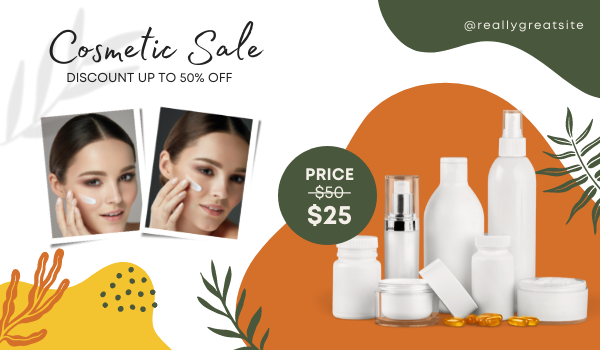 Cosmetic Sale
DISCOUNT UP TO 50% OFF
@reallygreatsite
PRICE
$50
$25